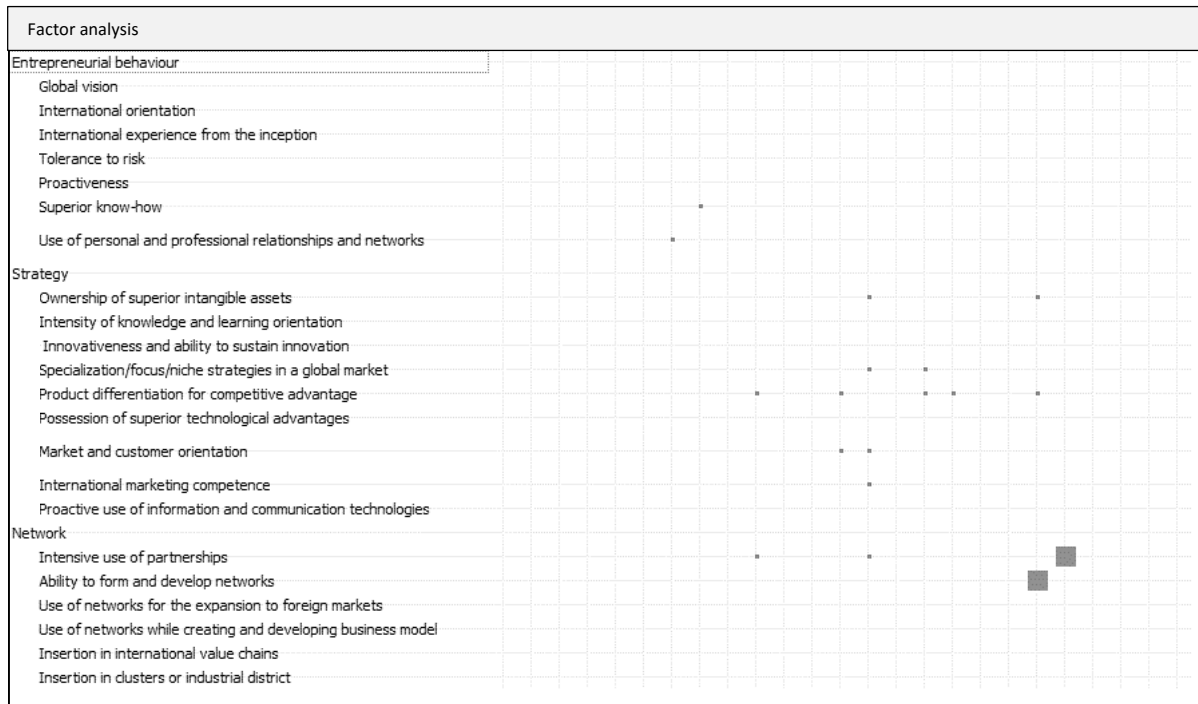 Factor analysis
Entrepreneurial behaviour
Global vision
International orientation
International experience from the inception
Tolerance to risk
Proactiveness
Superior know-how
Use of personal and professional relationships and networks
Strategy
Ownership of superior intangible assets
Intensity of knowledge and learning orientation
Innovativeness and ability to sustain innovation
Specialization/focus/niche strategies in a global market
Product differentiation for competitive advantage
Possession of superior technological advantages
Market and customer orientation
International marketing competence
Proactive use of information and communication technologies
Network
Intensive use of partnerships
Ability to form and develop networks
Use of networks for the expansion to foreign markets
Use of networks while creating and developing business model
Insertion in international value chains
Insertion in clusters or industrial district